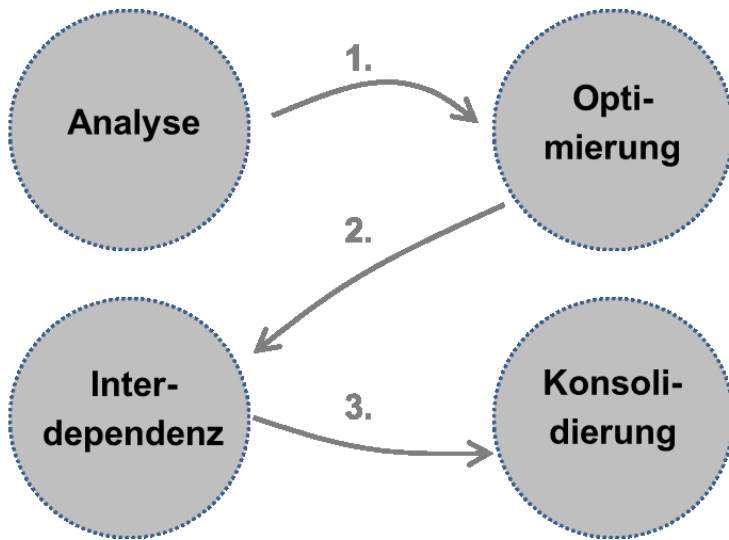 Analyse
1.
Opti-
mierung
2.
Inter-
dependenz
3.
Konsoli-
dierung